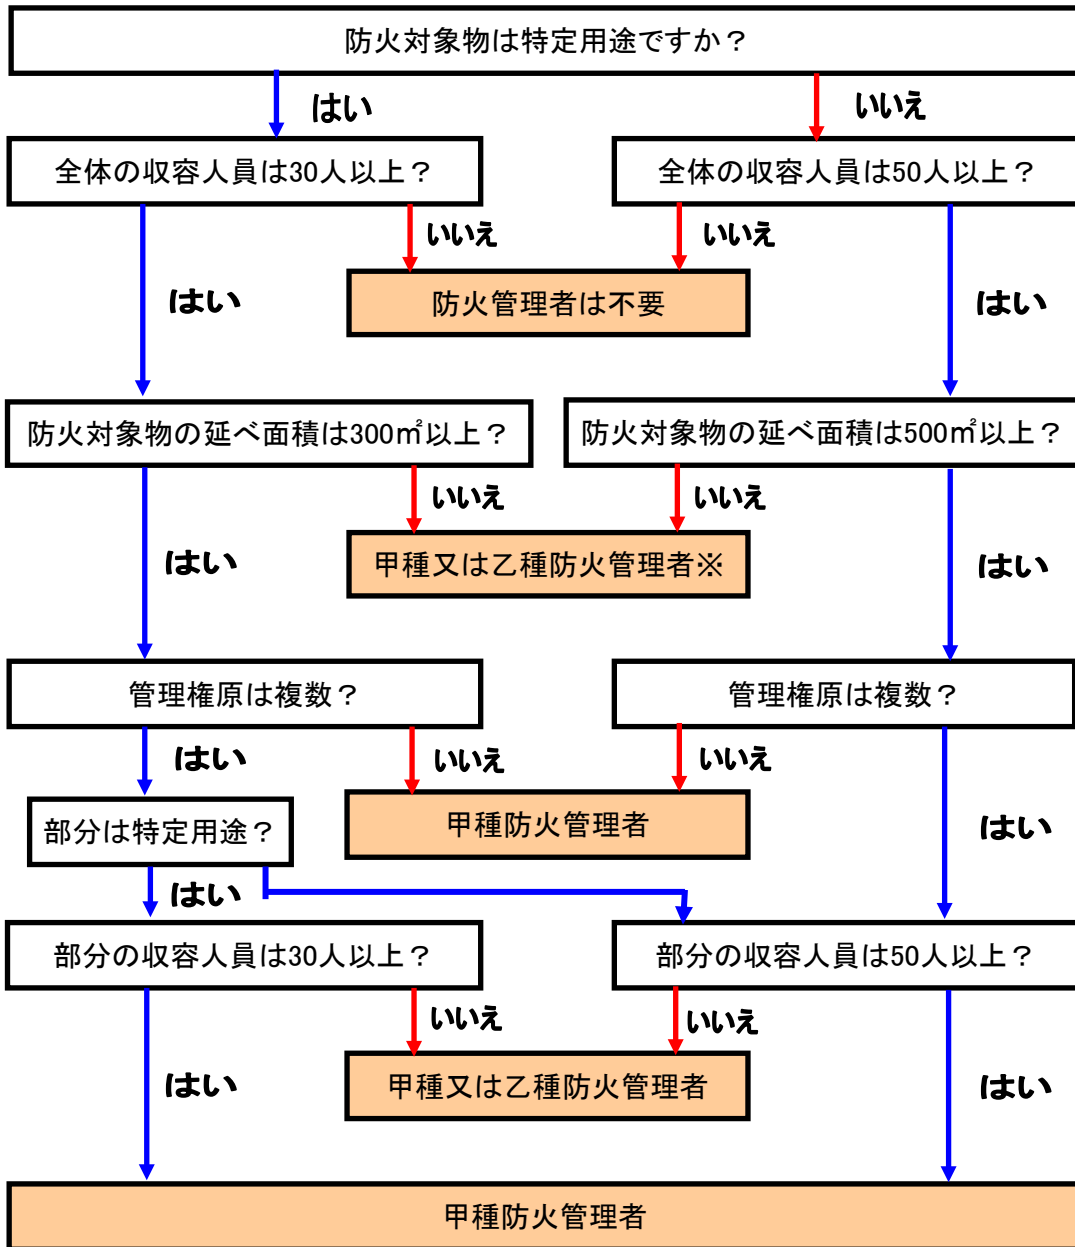 防火対象物は特定用途ですか？
はい
いいえ
全体の収容人員は30人以上？
全体の収容人員は50人以上？
いいえ
いいえ
はい
防火管理者は不要
はい
防火対象物の延べ面積は300㎡以上？
防火対象物の延べ面積は500㎡以上？
いいえ
いいえ
はい
甲種又は乙種防火管理者※
はい
管理権原は複数？
管理権原は複数？
はい
いいえ
いいえ
部分は特定用途？
甲種防火管理者
はい
はい
部分の収容人員は30人以上？
部分の収容人員は50人以上？
いいえ
いいえ
はい
甲種又は乙種防火管理者
はい
甲種防火管理者